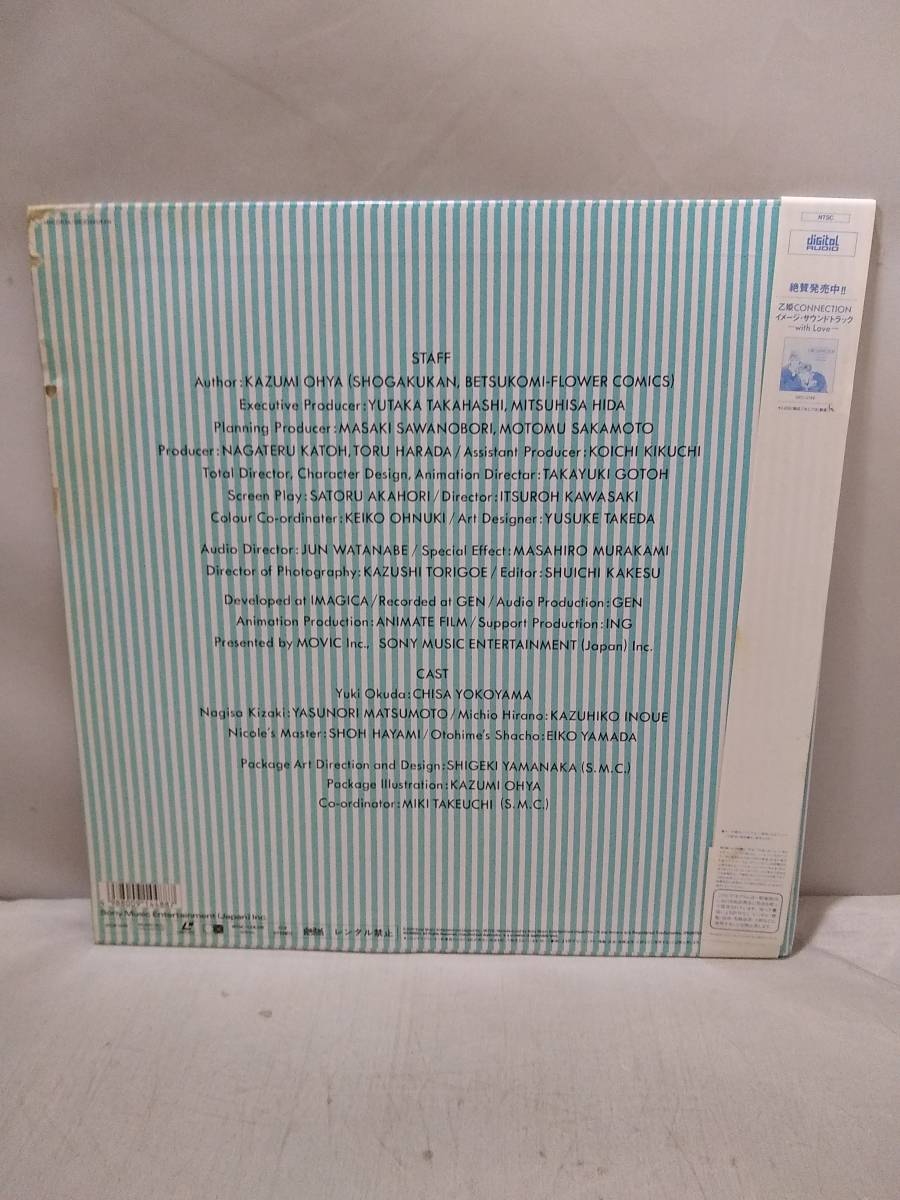 STAFF
Author:KAZUMI OHYA (SHOGAKUKAN, BETSUKOMI-FLOWER COMICS)
Executive Producer:YUTAKA TAKAHASHI, MITSUHISA HIDA
Planning Producer:MASAKI SAWANOBORI, MOTOMU SAKAMOTO
Producer:NAGATERU KATOH, TORU HARADA/Assistant Producer:KOICHI KIKUCHI
Total Director, Character Design, Animation Director:TAKAYUKI GOTOH
Screen Play:SATORU AKAHORI/Director:ITSUROH KAWASAKI
Colour Co-ordinater:KEIKO OHNUKI/Art Designer:YUSUKE TAKEDA
Audio Director:JUN WATANABE/Special Effect:MASAHIRO MURAKAMI
Director of Photography:KAZUSHI TORIGOE/Editor:SHUICHI KAKESU
Developed at IMAGICA/Recorded at GEN/Audio Production:GEN
Animation Production:ANIMATE FILM/Support Production:ING
Presented by MOVIC Inc., SONY MUSIC ENTERTAINMENT (Japan) Inc.
CAST
Yuki Okuda:CHISA YOKOYAMA
Nagisa Kizaki:YASUNORI MATSUMOTO/Michio Hirano:KAZUHIKO INOUE
Nicole's Master:SHOH HAYAMI/Otohime's Shacho:EIKO YAMADA
Package Art Direction and Design:SHIGEKI YAMANAKA (S.M.C.)
Package Illustration:KAZUMI OHYA
Co-ordinator:MIKI TAKEUCHI (S.M.C.)
Sony Music Entertainment (Japan) Inc.
レンタル禁止
NTSC
digital AUDIO
絶賛発売中!!
乙姫CONNECTION
イメージ・サウンドトラック
—with Love—